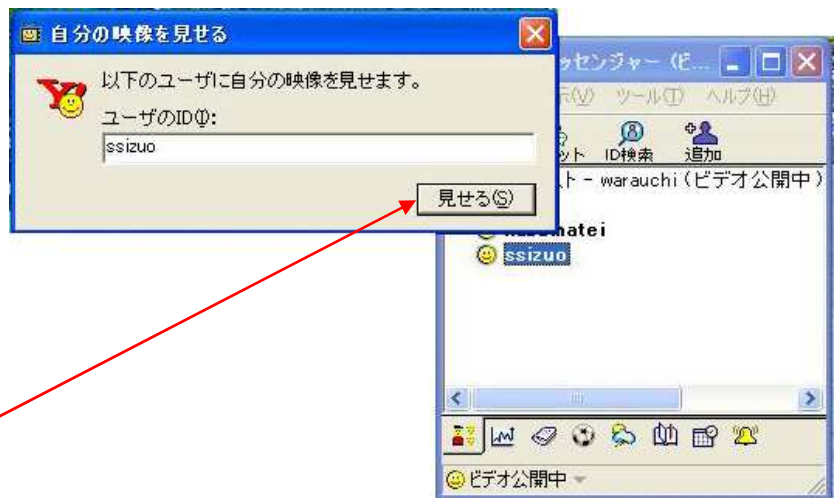 自分の映像を見せる
以下のユーザに自分の映像を見せます。
ユーザのID(I):
ssizuo
見せる(S)
ッセンジャー (ビ...
(V) ツール(T) ヘルプ(H)
ット ID検索 追加
ト - warauchi (ビデオ公開中)
matei
ssizuo
ビデオ公開中